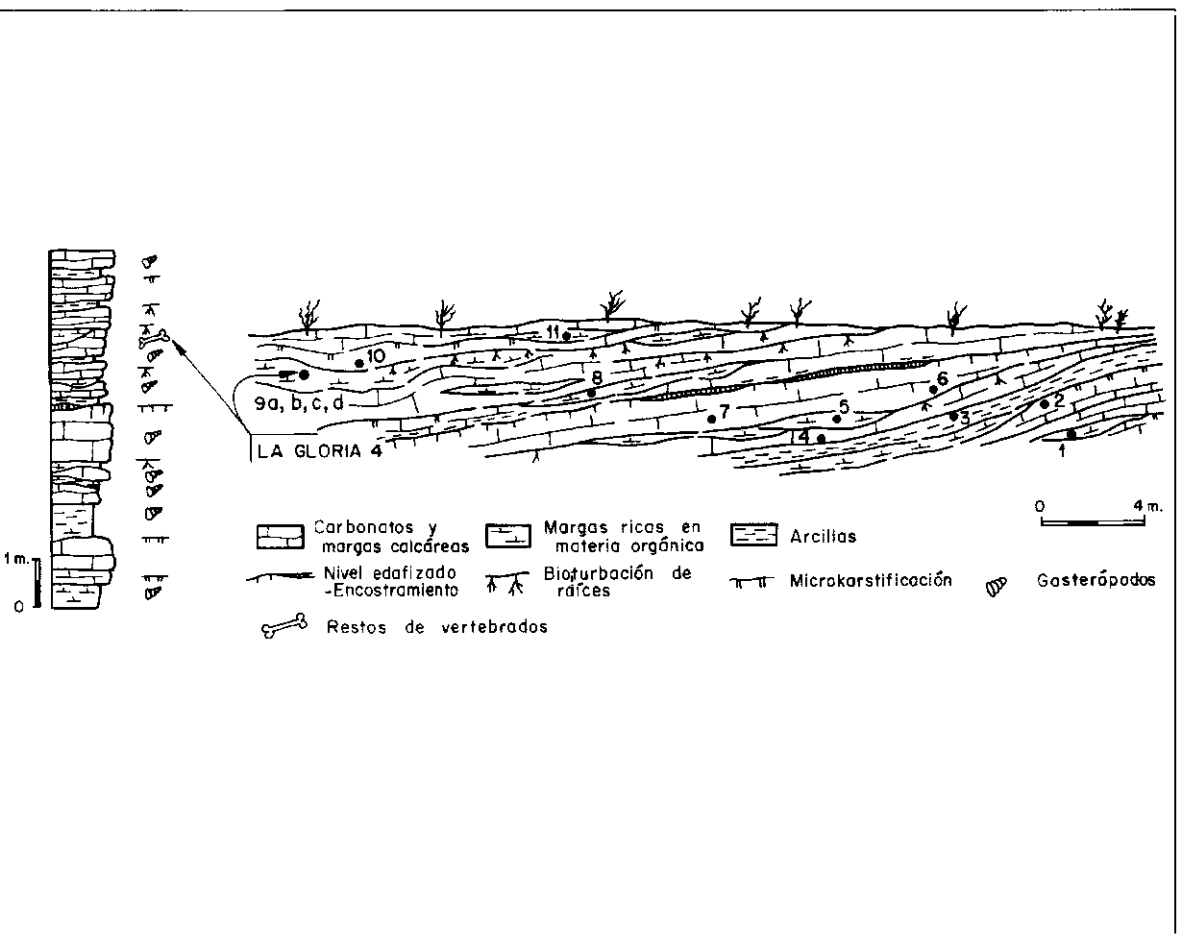 11
10
8
9a, b, c, d
6
7
5
3
2
4
1
LA GLORIA 4
0 4 m.
1 m.
0
Carbonatos y
margas calcáreas
Margas ricas en
materia orgánica
Arcillas
Nivel edafizado
-Encostramiento
Bioturbación de
raíces
Microkarstificación
Gasterópados
Restos de vertebrados